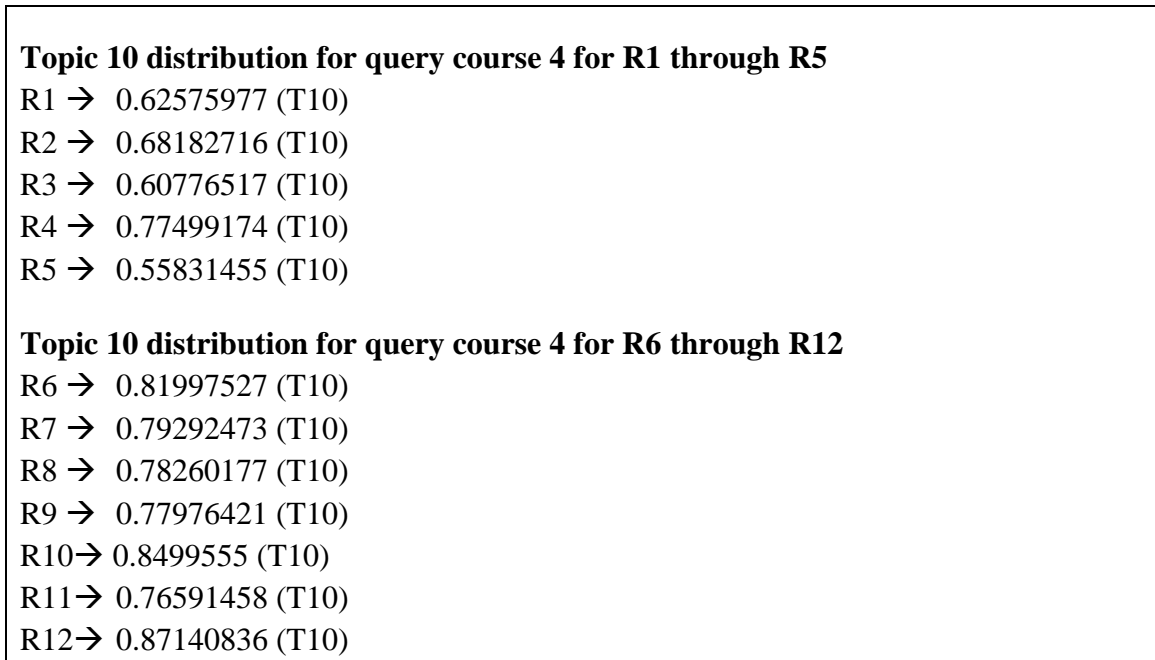 Topic 10 distribution for query course 4 for R1 through R5
R1 → 0.62575977 (T10)
R2 → 0.68182716 (T10)
R3 → 0.60776517 (T10)
R4 → 0.77499174 (T10)
R5 → 0.55831455 (T10)
Topic 10 distribution for query course 4 for R6 through R12
R6 → 0.81997527 (T10)
R7 → 0.79292473 (T10)
R8 → 0.78260177 (T10)
R9 → 0.77976421 (T10)
R10→ 0.8499555 (T10)
R11→ 0.76591458 (T10)
R12→ 0.87140836 (T10)